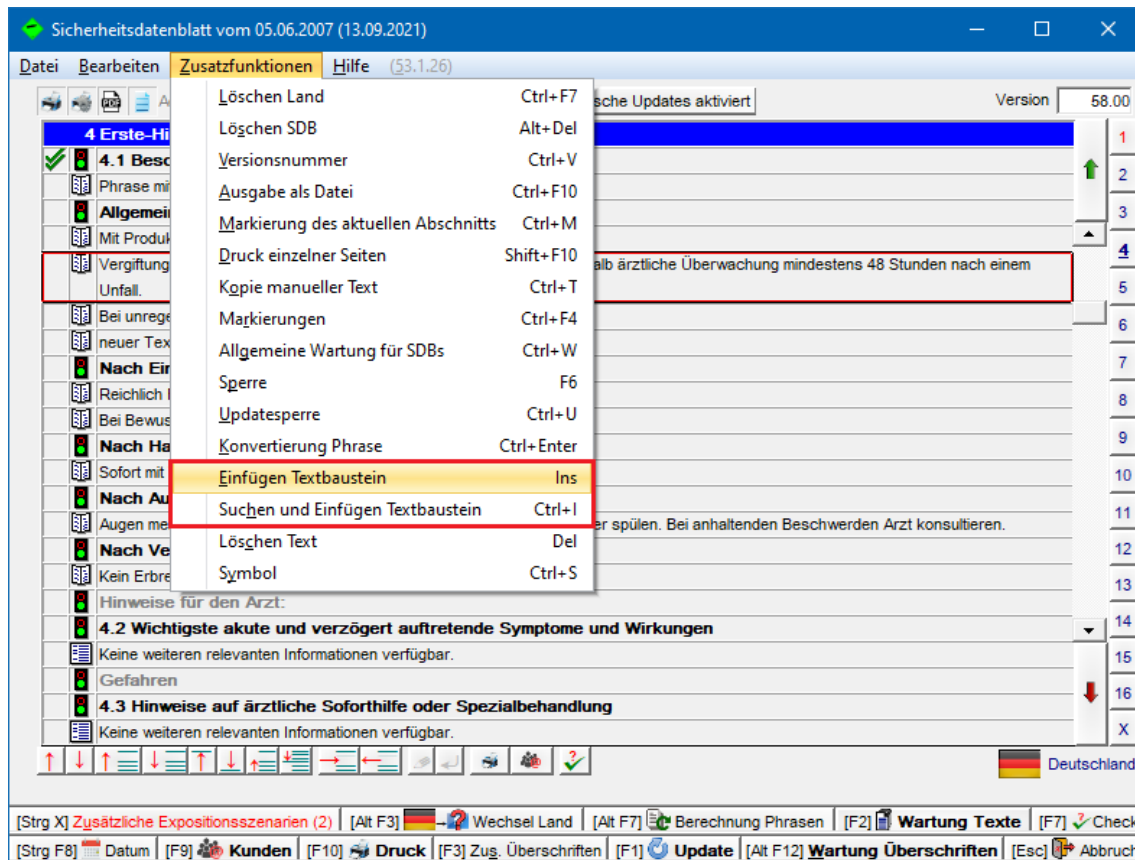 Sicherheitsdatenblatt vom 05.06.2007 (13.09.2021)
Datei Bearbeiten Zusatzfunktionen Hilfe (53.1.26)
sche Updates aktiviert Version 58.00
Löschen Land Ctrl+F7
Löschen SDB Alt+Del
Versionsnummer Ctrl+V
Ausgabe als Datei Ctrl+F10
Markierung des aktuellen Abschnitts Ctrl+M
Druck einzelner Seiten Shift+F10
Kopie manueller Text Ctrl+T
Markierungen Ctrl+F4
Allgemeine Wartung für SDBs Ctrl+W
Sperre F6
Updatesperre Ctrl+U
Konvertierung Phrase Ctrl+Enter
Einfügen Textbaustein Ins
Suchen und Einfügen Textbaustein Ctrl+I
Löschen Text Del
Symbol Ctrl+S
4 Erste-Hi
4.1 Besc
Phrase mi
Allgemei
Mit Produk
Vergiftung alb ärztliche Überwachung mindestens 48 Stunden nach einem
Unfall.
Bei unrege
neuer Tex
Nach Ein
Reichlich
Bei Bewus
Nach Ha
Sofort mit
Nach Au
Augen me er spülen. Bei anhaltenden Beschwerden Arzt konsultieren.
Nach Ve
Kein Erbre
Hinweise für den Arzt:
4.2 Wichtigste akute und verzögert auftretende Symptome und Wirkungen
Keine weiteren relevanten Informationen verfügbar.
Gefahren
4.3 Hinweise auf ärztliche Soforthilfe oder Spezialbehandlung
Keine weiteren relevanten Informationen verfügbar.
1
2
3
4
5
6
7
8
9
10
11
12
13
14
15
16
X
Deutschland
[Strg X] Zusätzliche Expositionsszenarien (2) [Alt F3] Wechsel Land [Alt F7] Berechnung Phrasen [F2] Wartung Texte [F7] Check
[Strg F8] Datum [F9] Kunden [F10] Druck [F3] Zus. Überschriften [F1] Update [Alt F12] Wartung Überschriften [Esc] Abbruch